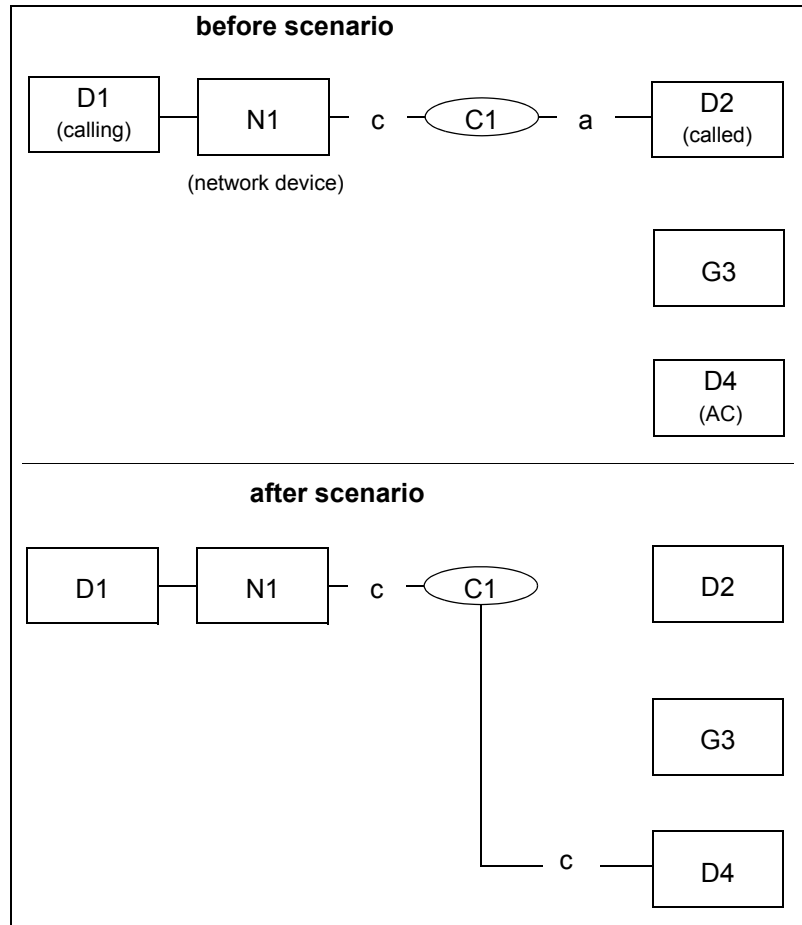 before scenario
D1
(calling)
N1
c
C1
a
D2
(called)
(network device)
G3
D4
(AC)
after scenario
D1
N1
c
C1
D2
G3
c
D4